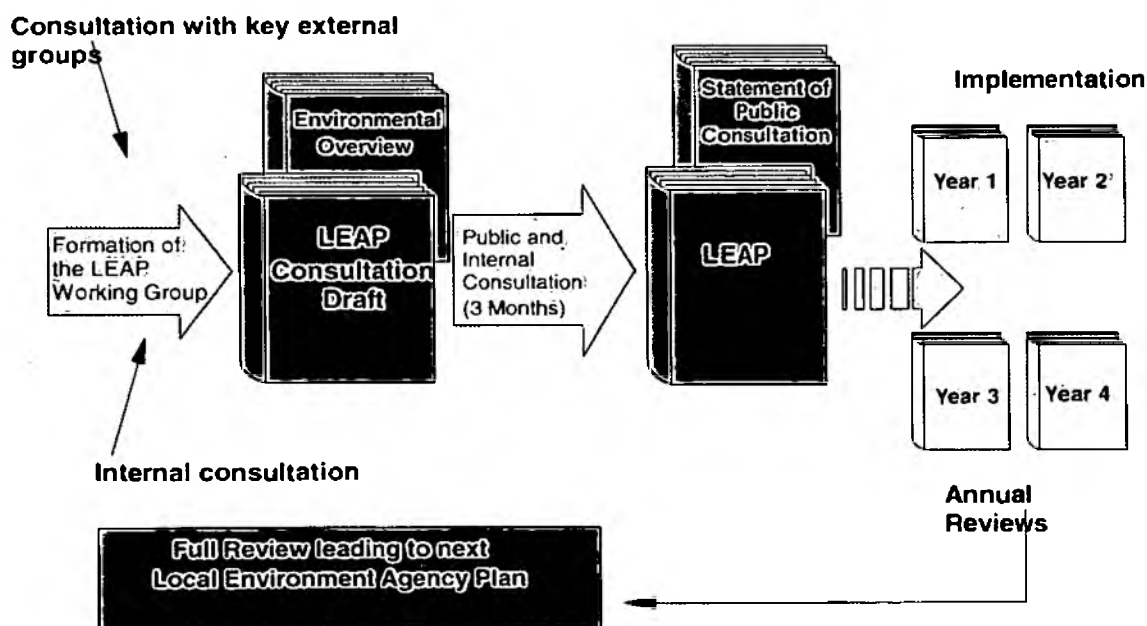 Consultation with key external
groups
Environmental
Overview
Statement of
Public
Consultation
Implementation
Year 1
Year 2
Formation of
the LEAP
Working Group
LEAP
Consultation
Draft
Public and
Internal
Consultation
(3 Months)
LEAP
Year 3
Year 4
Internal consultation
Annual
Reviews
Full Review leading to next
Local Environment Agency Plan